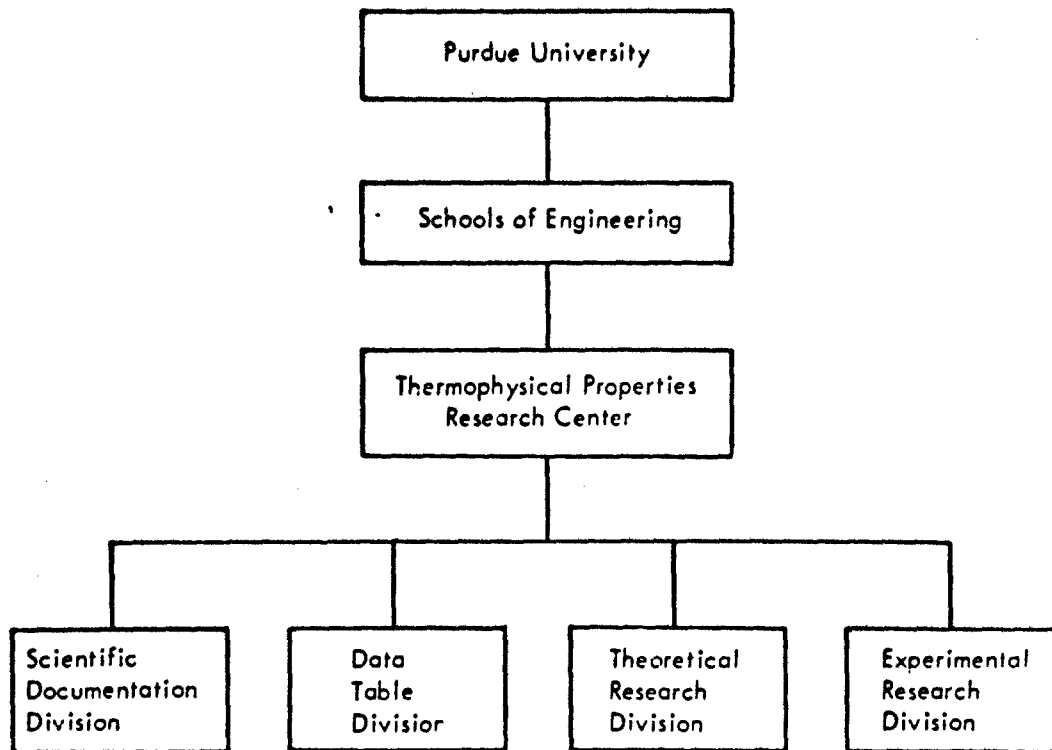 Purdue University
Schools of Engineering
Thermophysical Properties
Research Center
Scientific
Documentation
Division
Data
Table
Divisior
Theoretical
Research
Division
Experimental
Research
Division